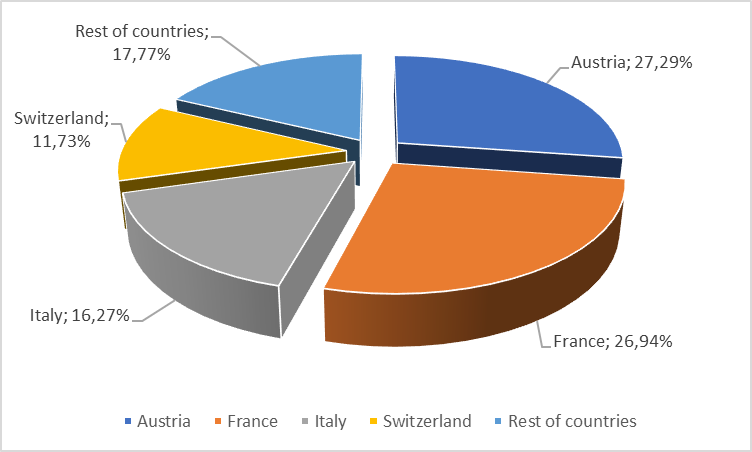 Rest of countries;
17,77%
Austria; 27,29%
Switzerland;
11,73%
Italy; 16,27%
France; 26,94%
Austria France Italy Switzerland Rest of countries